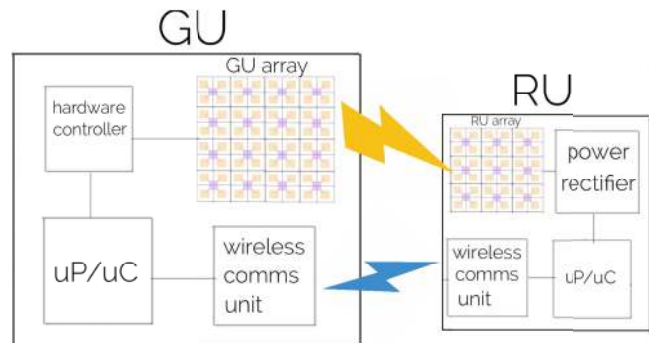 GU
GU array
hardware
controller
uP/uC
wireless
comms
unit
RU
RU array
power
rectifier
wireless
comms
unit
uP/uC